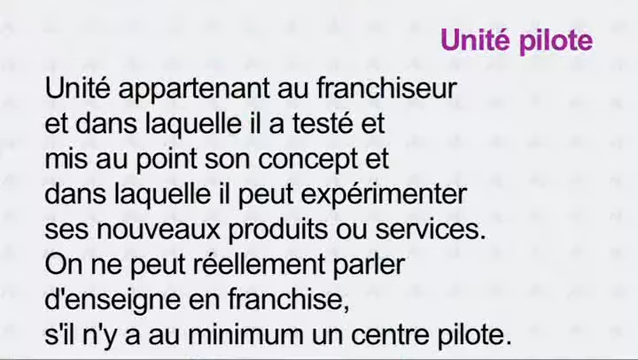 Unité pilote
Unité appartenant au franchiseur
et dans laquelle il a testé et
mis au point son concept et
dans laquelle il peut expérimenter
ses nouveaux produits ou services.
On ne peut réellement parler
d'enseigne en franchise,
s'il n'y a au minimum un centre pilote.